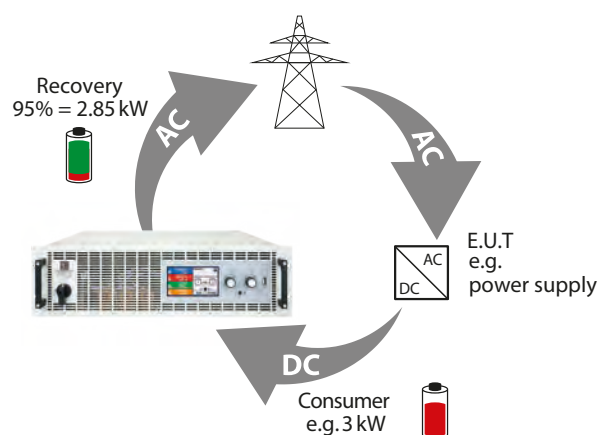 Recovery
95% = 2.85 kW
AC
AC
E.U.T
e.g.
power supply
AC
DC
DC
Consumer
e.g. 3 kW